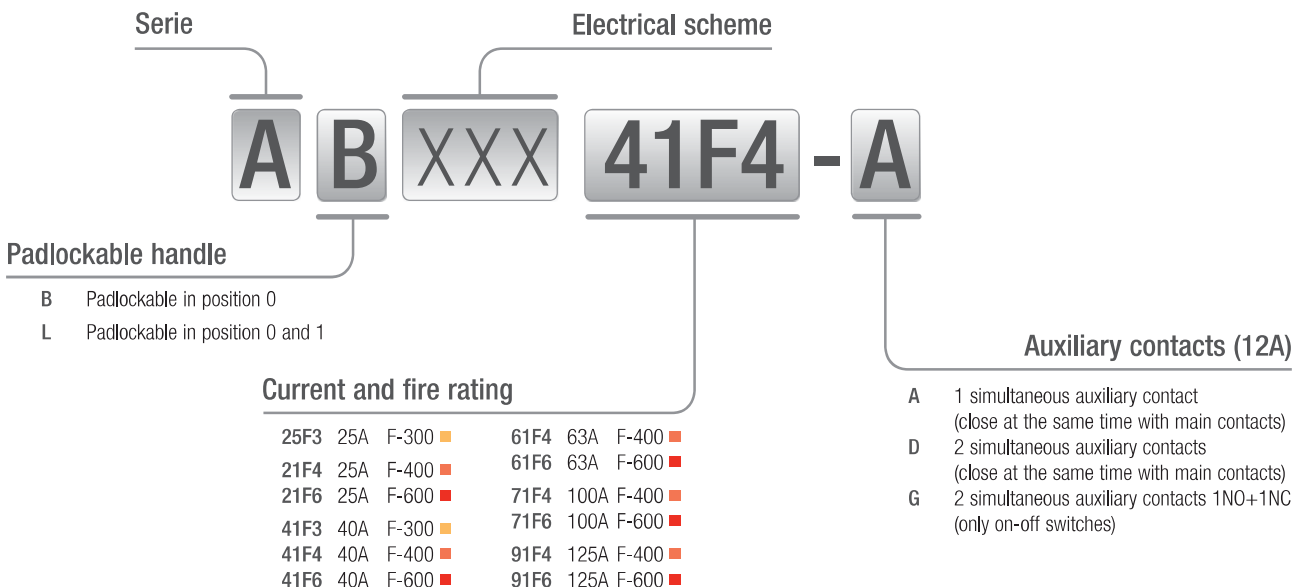 Serie
Electrical scheme
A B XXX 41F4 - A
Padlockable handle
B Padlockable in position 0
L Padlockable in position 0 and 1
Current and fire rating
25F3 25A F-300
21F4 25A F-400
21F6 25A F-600
41F3 40A F-300
41F4 40A F-400
41F6 40A F-600
61F4 63A F-400
61F6 63A F-600
71F4 100A F-400
71F6 100A F-600
91F4 125A F-400
91F6 125A F-600
Auxiliary contacts (12A)
A 1 simultaneous auxiliary contact
(close at the same time with main contacts)
D 2 simultaneous auxiliary contacts
(close at the same time with main contacts)
G 2 simultaneous auxiliary contacts 1NO+1NC
(only on-off switches)